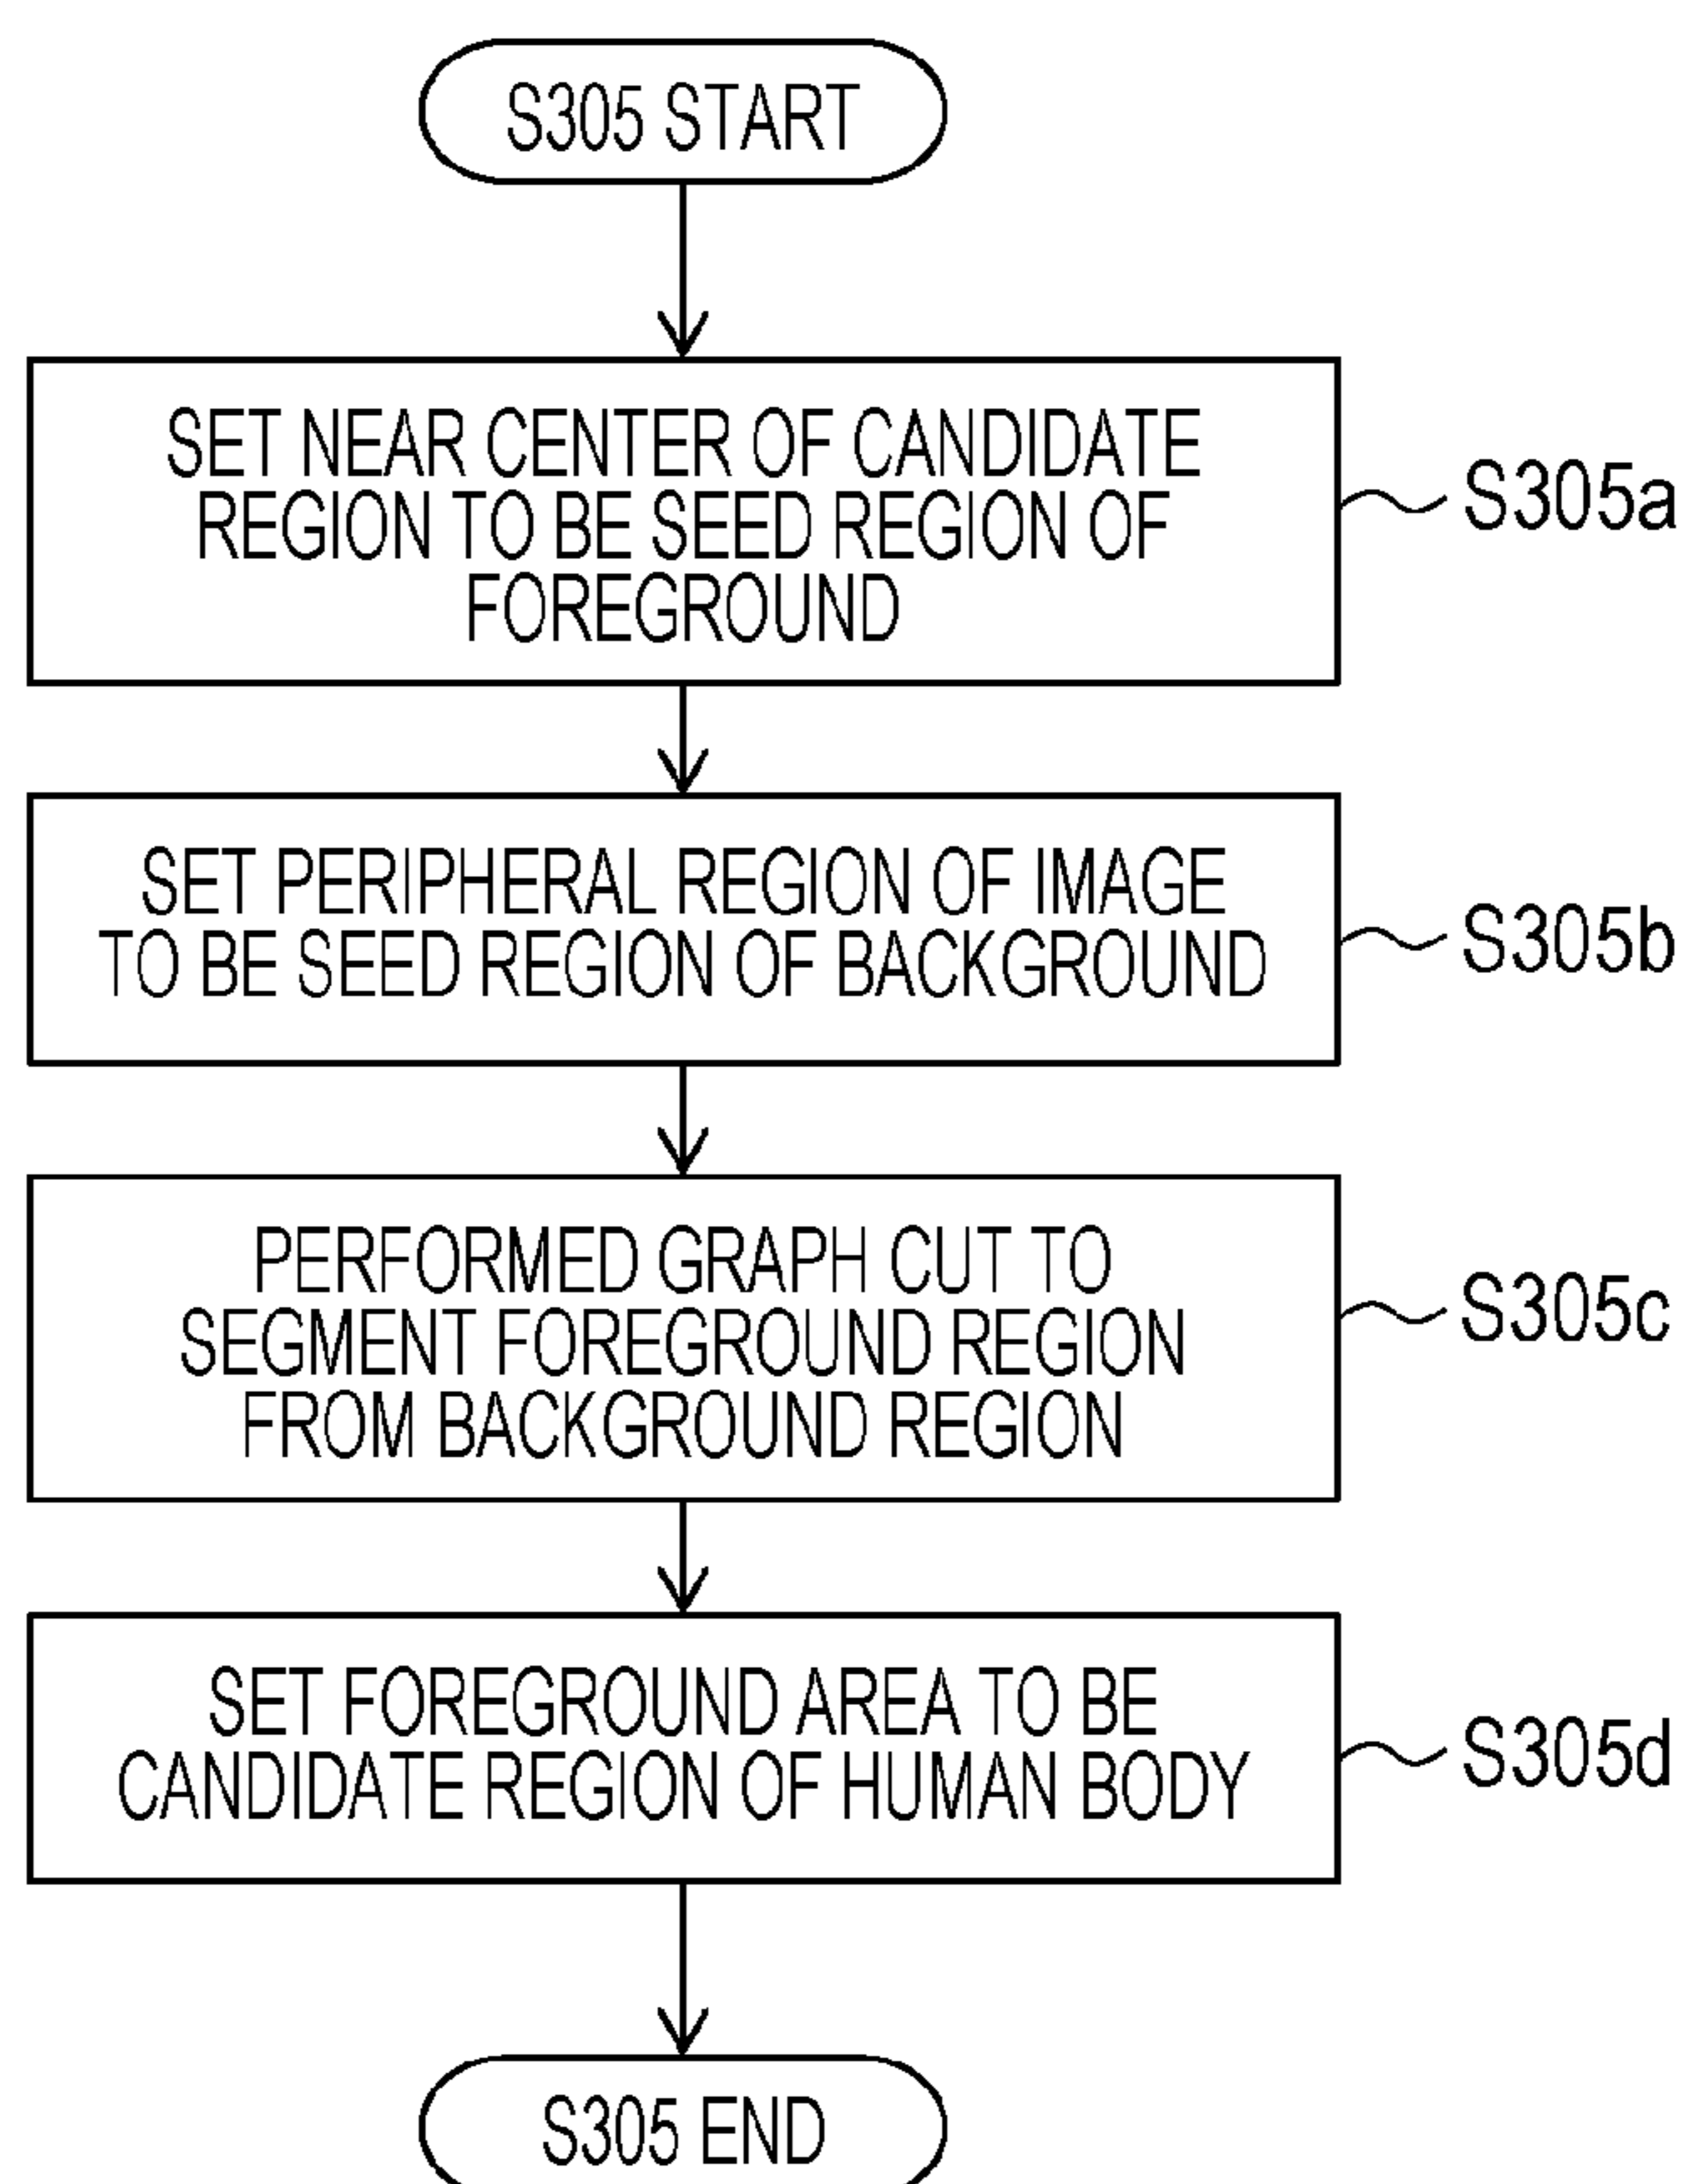 S305 START
SET NEAR CENTER OF CANDIDATE
REGION TO BE SEED REGION OF
FOREGROUND
S305a
SET PERIPHERAL REGION OF IMAGE
TO BE SEED REGION OF BACKGROUND
S305b
PERFORMED GRAPH CUT TO
SEGMENT FOREGROUND REGION
FROM BACKGROUND REGION
S305c
SET FOREGROUND AREA TO BE
CANDIDATE REGION OF HUMAN BODY
S305d
S305 END